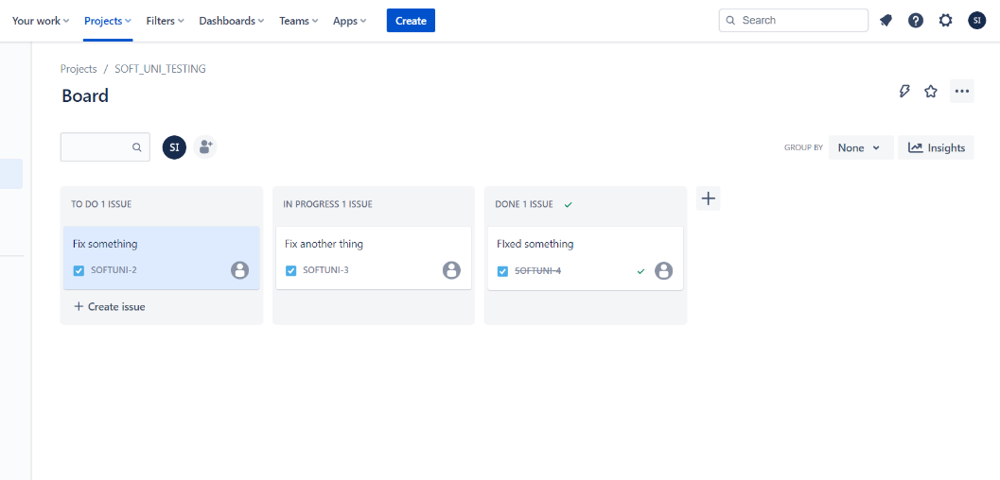 Your work Projects Filters Dashboards Teams Apps Create Search SI
Projects / SOFT_UNI_TESTING
Board
SI GROUP BY None Insights
TO DO 1 ISSUE IN PROGRESS 1 ISSUE DONE 1 ISSUE
Fix something Fix another thing FIxed something
SOFTUNI-2 SOFTUNI-3 SOFTUNI-4
Create issue